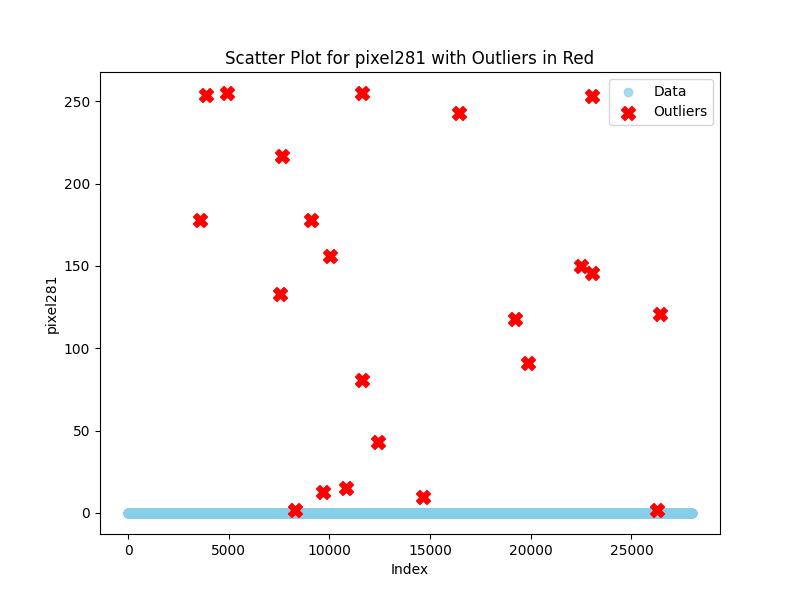 Scatter Plot for pixel281 with Outliers in Red
Data
Outliers
250
200
150
100
50
0
pixel281
0 5000 10000 15000 20000 25000
Index